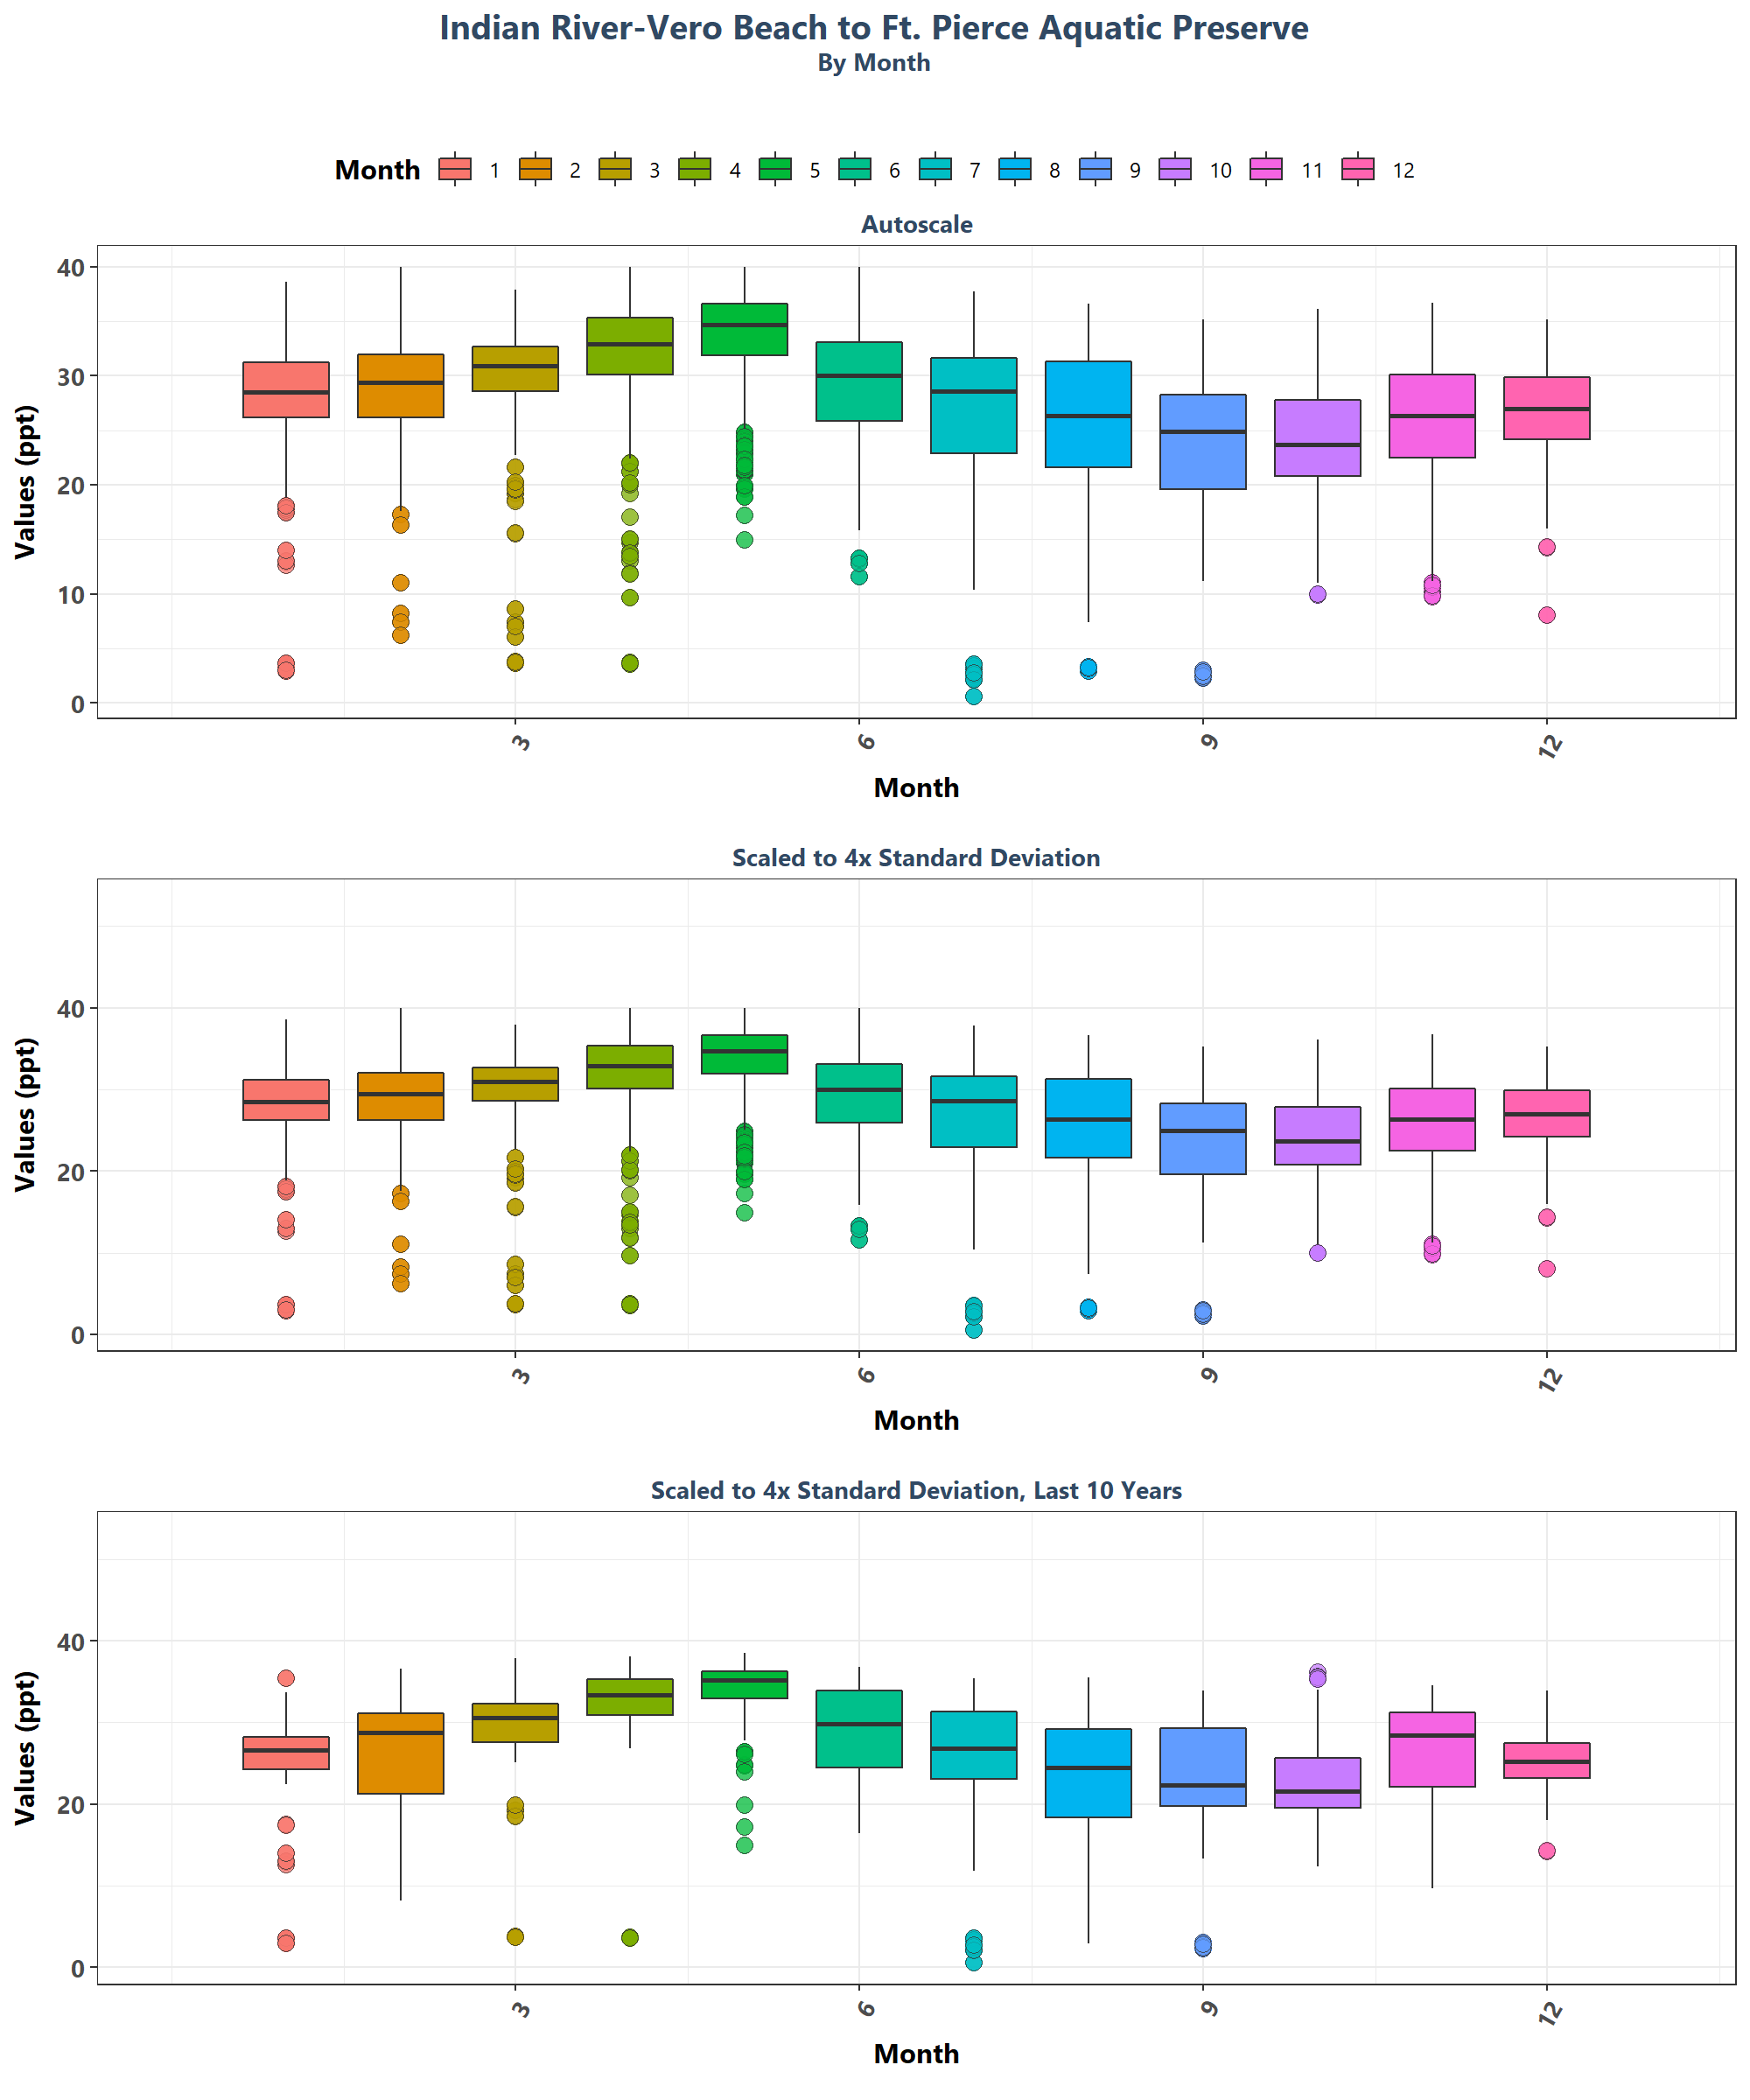 Indian River-Vero Beach to Ft. Pierce Aquatic Preserve
By Month
Month 1 2 3 4 5 6 7 8 9 10 11 12
Autoscale
Values (ppt)
40
30
20
10
0
3 6 9 12
Month
Scaled to 4x Standard Deviation
Values (ppt)
40
20
0
3 6 9 12
Month
Scaled to 4x Standard Deviation, Last 10 Years
Values (ppt)
40
20
0
3 6 9 12
Month